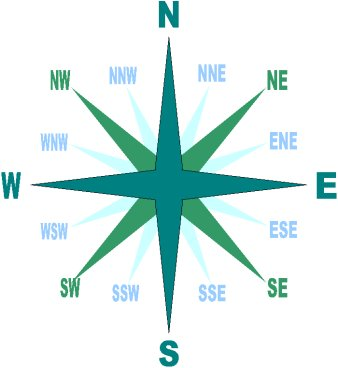 N
NNW NNE
NW NE
WNW ENE
W E
WSW ESE
SW SE
SSW SSE
S